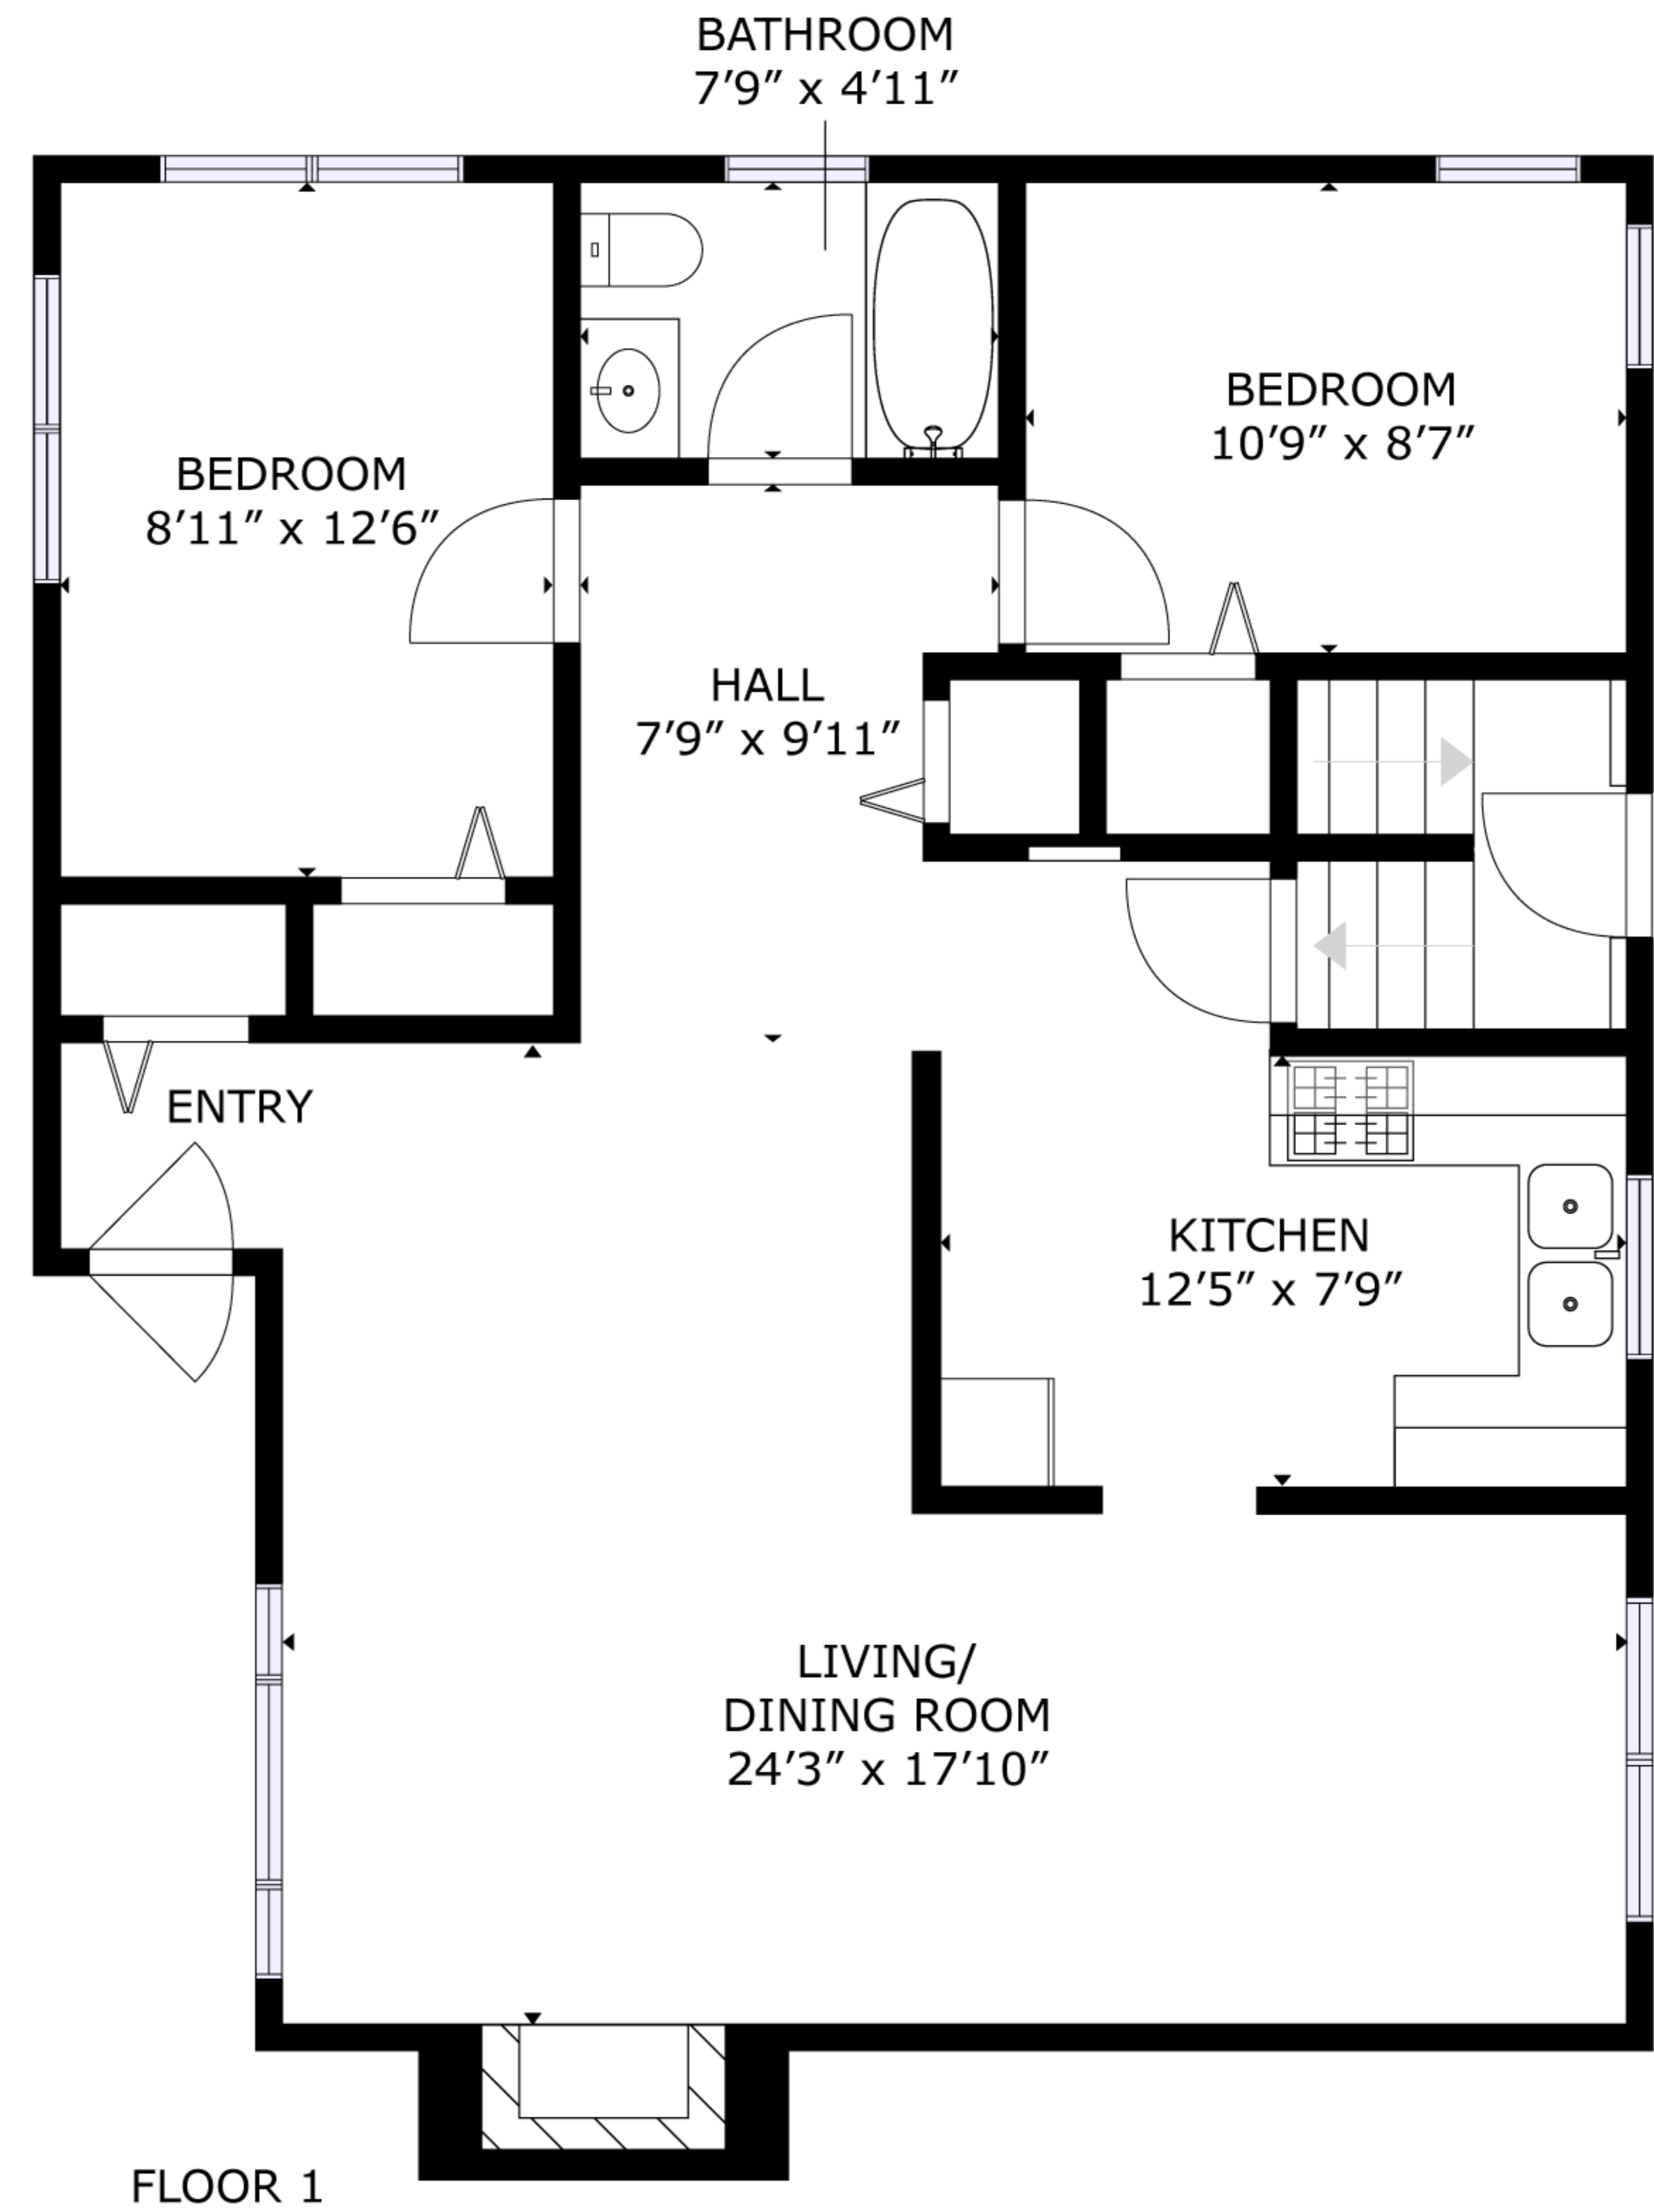 BATHROOM
7′9″ x 4′11″
BEDROOM
10′9″ x 8′7″
BEDROOM
8′11″ x 12′6″
HALL
7′9″ x 9′11″
ENTRY
KITCHEN
12′5″ x 7′9″
LIVING/
DINING ROOM
24′3″ x 17′10″
FLOOR 1